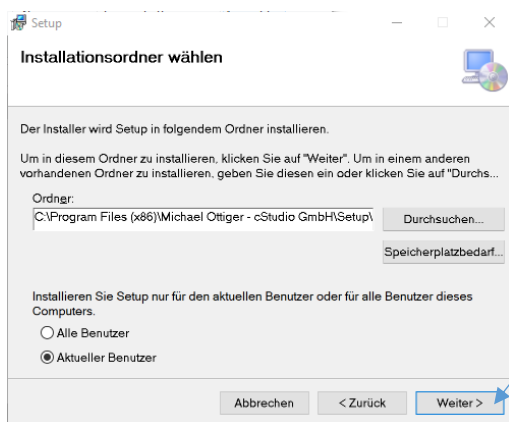 Setup
Installationsordner wählen
Der Installer wird Setup in folgendem Ordner installieren.
Um in diesem Ordner zu installieren, klicken Sie auf "Weiter". Um in einem anderen
vorhandenen Ordner zu installieren, geben Sie diesen ein oder klicken Sie auf "Durchs...
Ordner:
C:\Program Files (x86)\Michael Ottiger - cStudio GmbH\Setup\
Durchsuchen...
Speicherplatzbedarf...
Installieren Sie Setup nur für den aktuellen Benutzer oder für alle Benutzer dieses
Computers.
Alle Benutzer
Aktueller Benutzer
Abbrechen
< Zurück
Weiter >